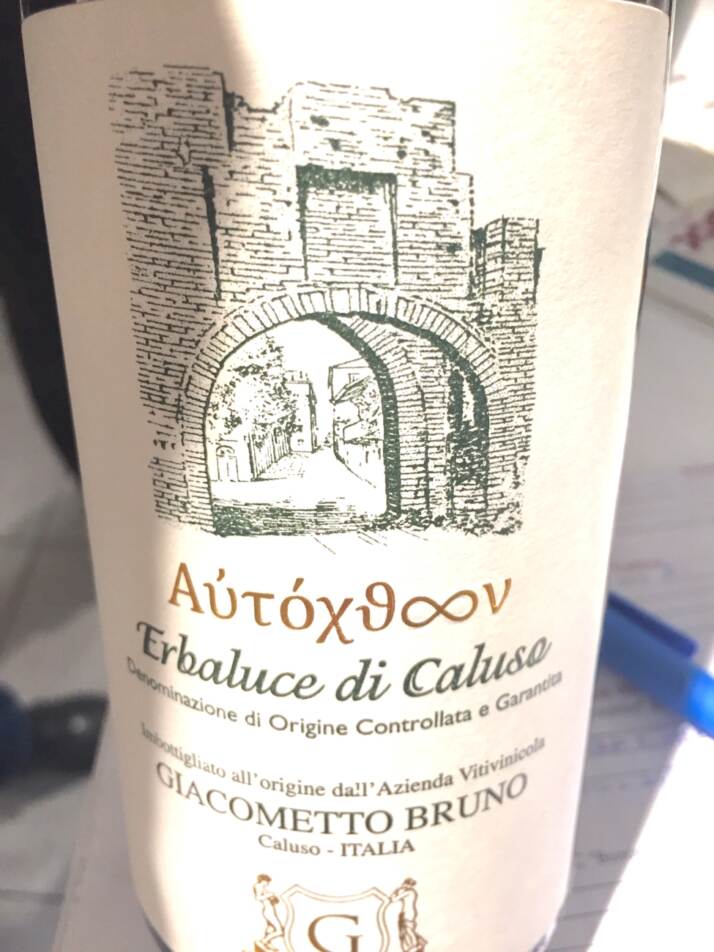 Αὐτόχϑ∞ν
Erbaluce di Caluso
Denominazione di Origine Controllata e Garantita
Imbottigliato all'origine dall'Azienda Vitivinicola
GIACOMETTO BRUNO
Caluso - ITALIA
G